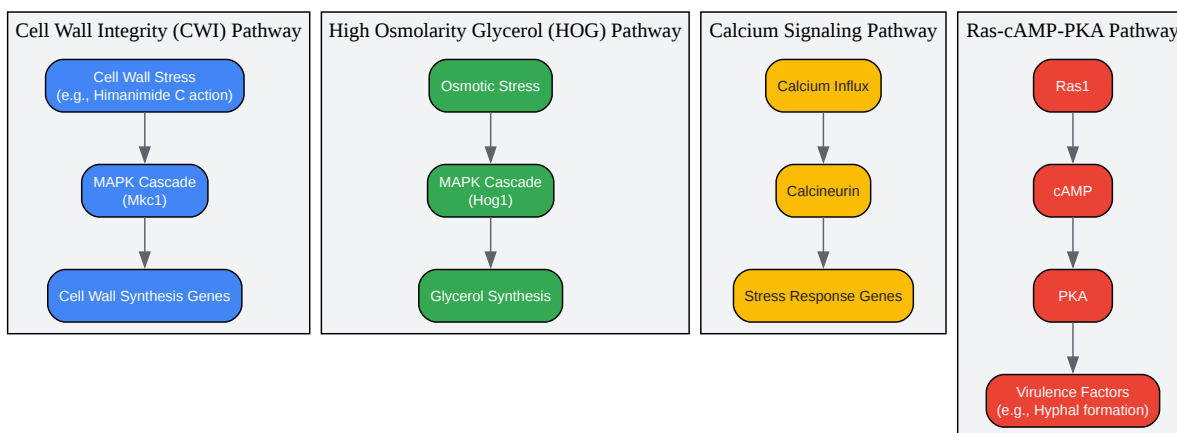 Cell Wall Integrity (CWI) Pathway
Cell Wall Stress
(e.g., Himanimide C action)
MAPK Cascade
(Mkc1)
Cell Wall Synthesis Genes
High Osmolarity Glycerol (HOG) Pathway
Osmotic Stress
MAPK Cascade
(Hog1)
Glycerol Synthesis
Calcium Signaling Pathway
Calcium Influx
Calcineurin
Stress Response Genes
Ras-cAMP-PKA Pathway
Ras1
cAMP
PKA
Virulence Factors
(e.g., Hyphal formation)